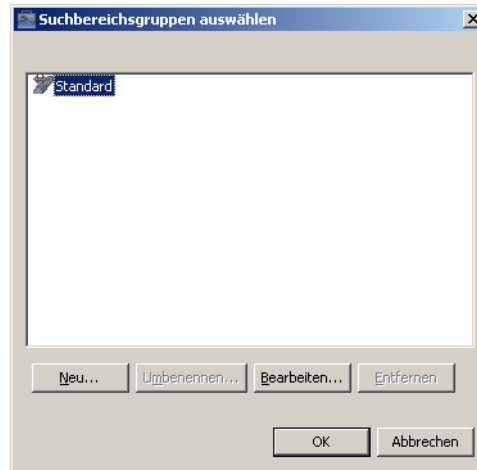 Suchbereichsgruppen auswählen
Standard
Neu... Umbenennen... Bearbeiten... Entfernen
OK Abbrechen